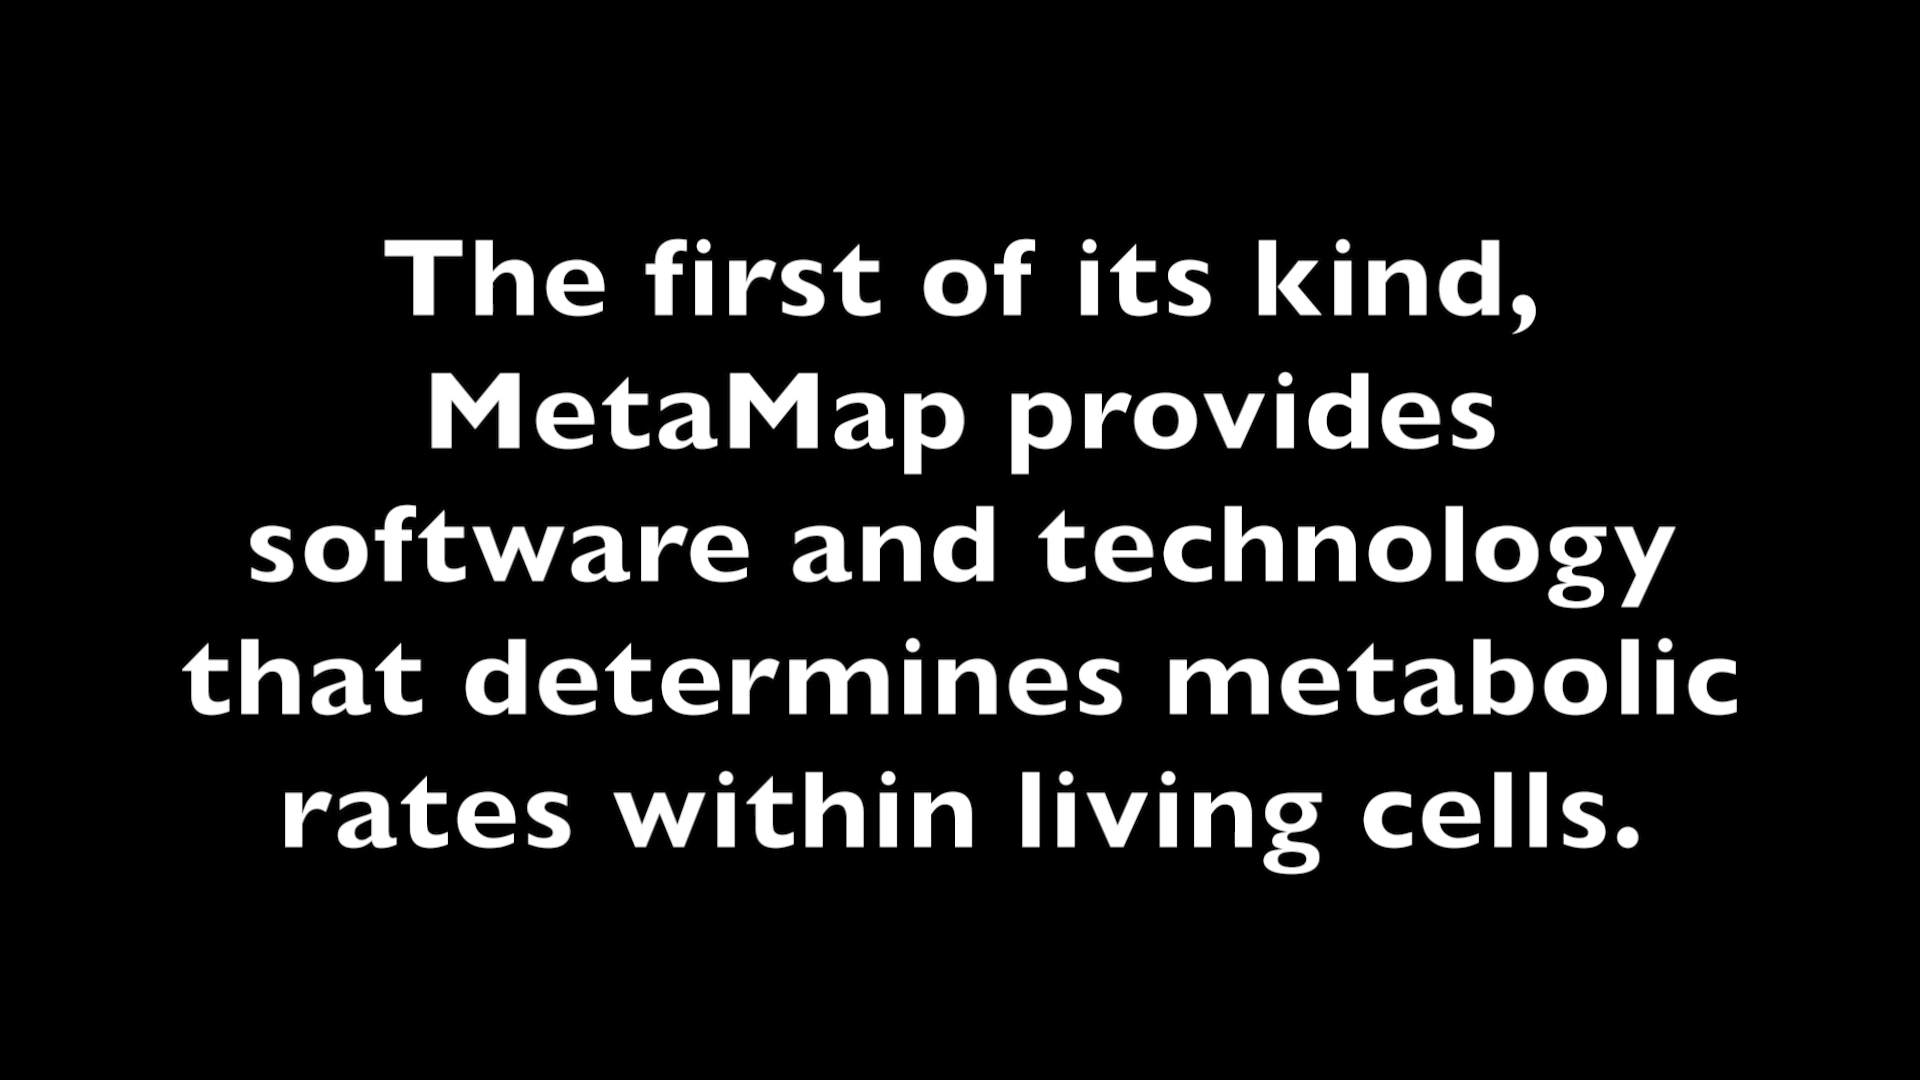 The first of its kind,
MetaMap provides
software and technology
that determines metabolic
rates within living cells.